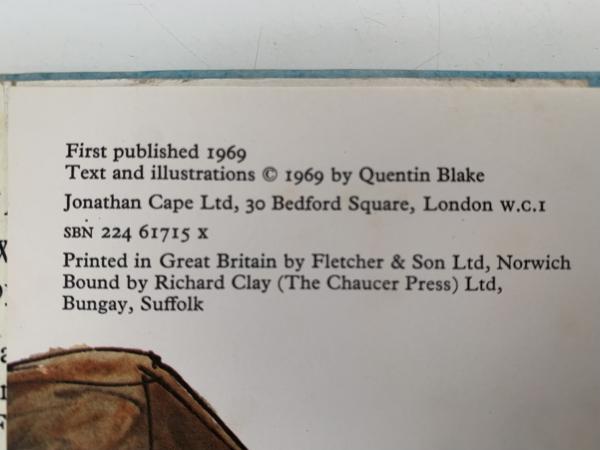 First published 1969
Text and illustrations © 1969 by Quentin Blake
Jonathan Cape Ltd, 30 Bedford Square, London W.C.1
SBN 224 61715 X
Printed in Great Britain by Fletcher & Son Ltd, Norwich
Bound by Richard Clay (The Chaucer Press) Ltd,
Bungay, Suffolk